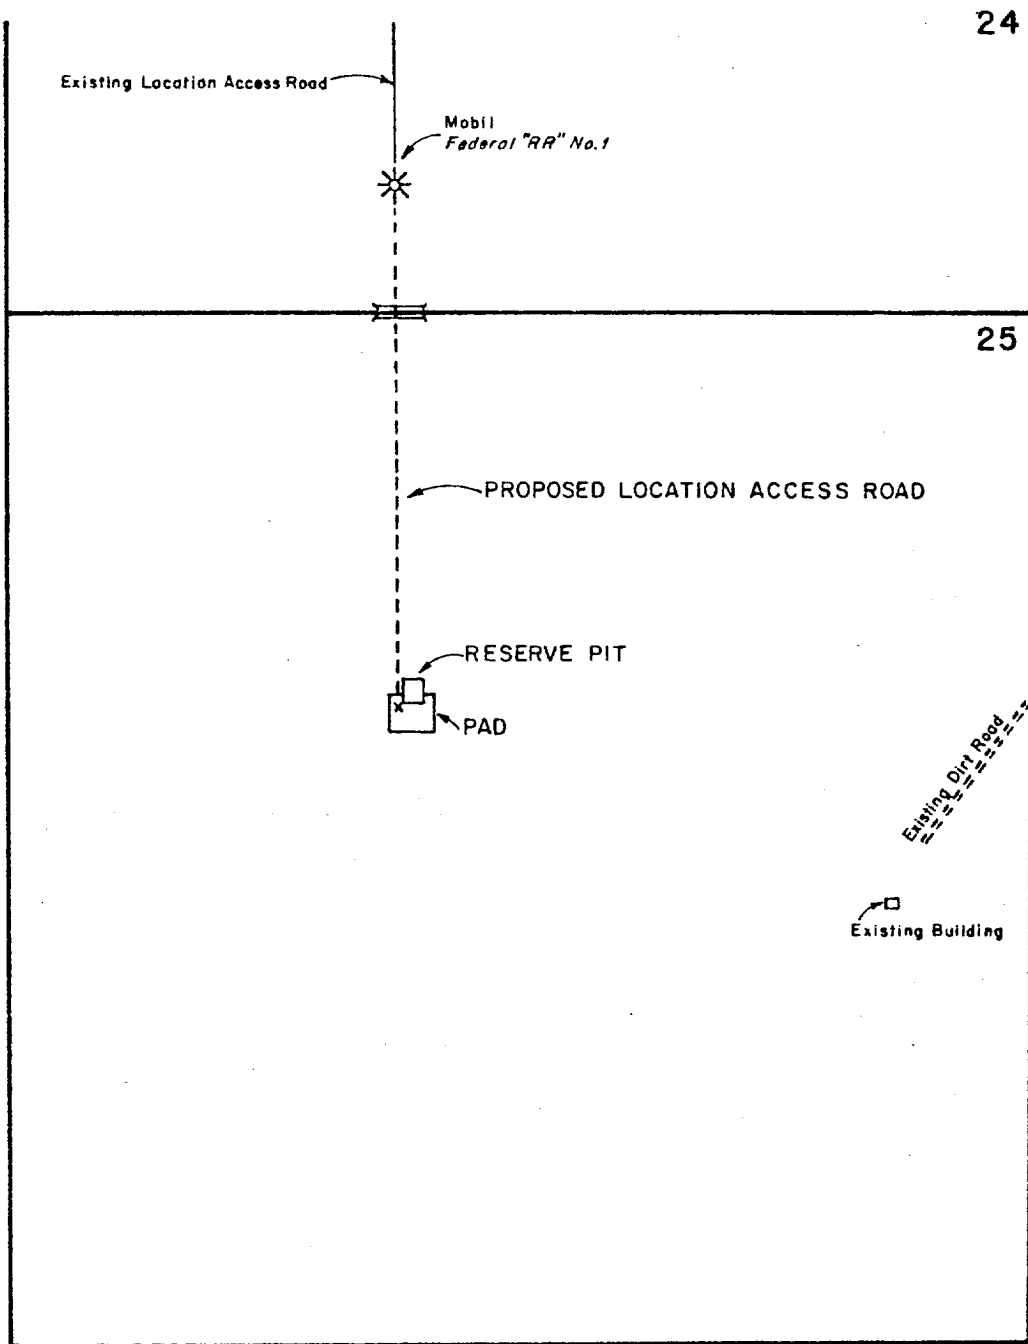 24
Existing Location Access Road
Mobil
Federal "RR" No.1
25
PROPOSED LOCATION ACCESS ROAD
RESERVE PIT
PAD
Existing Dirt Road
Existing Building